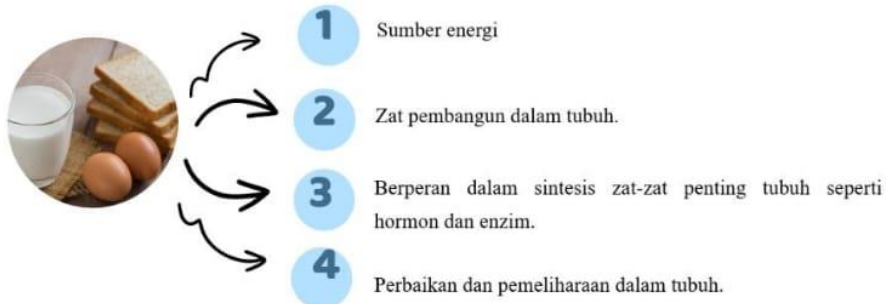 1 Sumber energi
2 Zat pembangun dalam tubuh.
3 Berperan dalam sintesis zat-zat penting tubuh seperti
hormon dan enzim.
4 Perbaikan dan pemeliharaan dalam tubuh.